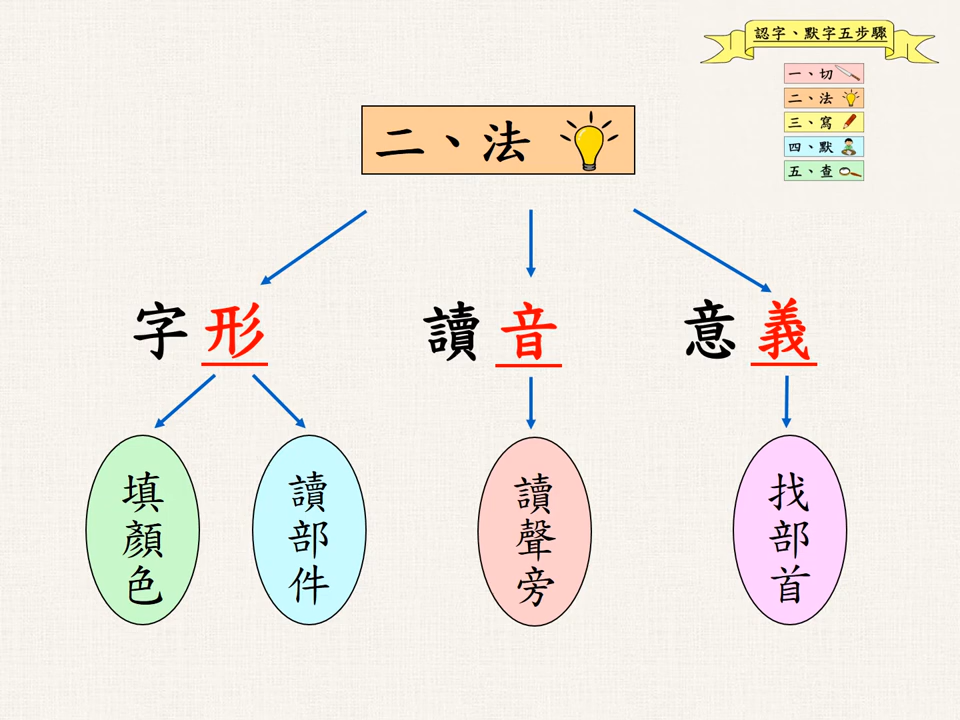 認字、默字五步驟
一、切
二、法
三、寫
四、默
五、查
二、法
字形
讀音
意義
填顏色
讀部件
讀聲旁
找部首